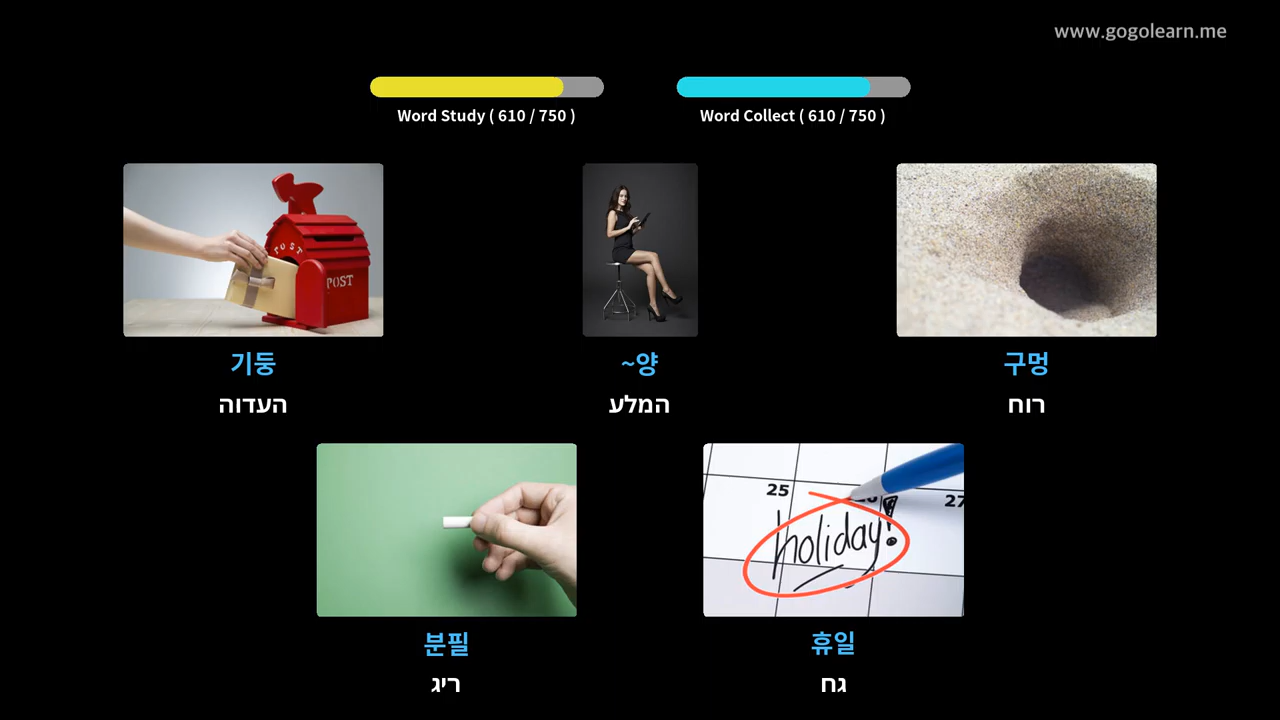 www.gogolearn.me
Word Study ( 610 / 750 )
Word Collect ( 610 / 750 )
POST
POST
기둥
העדוה
~양
המלע
구멍
רוח
25
27
holiday!
분필
ריג
휴일
גח